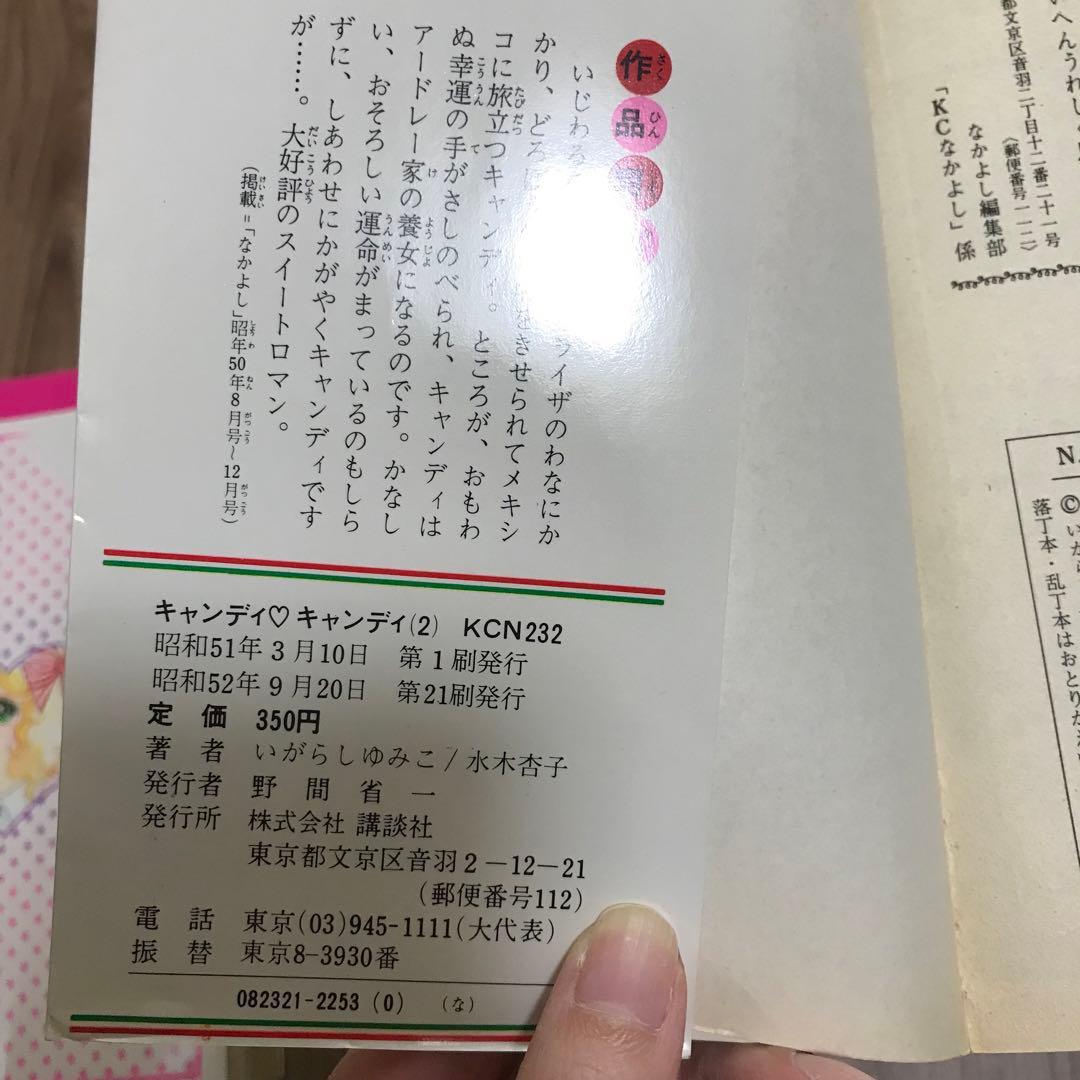 都文京区音羽二丁目十二番二十一号
〈郵便番号一一二〉
なかよし編集部
「KCなかよし」係
作品
さく ひん
いじわる
ライザのわなにか
かり、どろ
をきせられてメキシ
コに旅立つキャンディ。ところが、おもわ
ぬ幸運の手がさしのべられ、キャンディは
アードレー家の養女になるのです。かなし
い、おそろしい運命がまっているのもしら
ずに、しあわせにかがやくキャンディです
が……。大好評のスイートロマン。
(掲載=「なかよし」昭和50年8月号~12月号)
キャンディ♡キャンディ(2) KCN232
昭和51年3月10日 第1刷発行
昭和52年9月20日 第21刷発行
定価 350円
著者 いがらしゆみこ/水木杏子
発行者 野間省一
発行所 株式会社 講談社
東京都文京区音羽2-12-21
(郵便番号112)
電話 東京(03)945-1111(大代表)
振替 東京8-3930番
082321-2253(0) (な)
N
©いがら
落丁本・乱丁本はおとりか